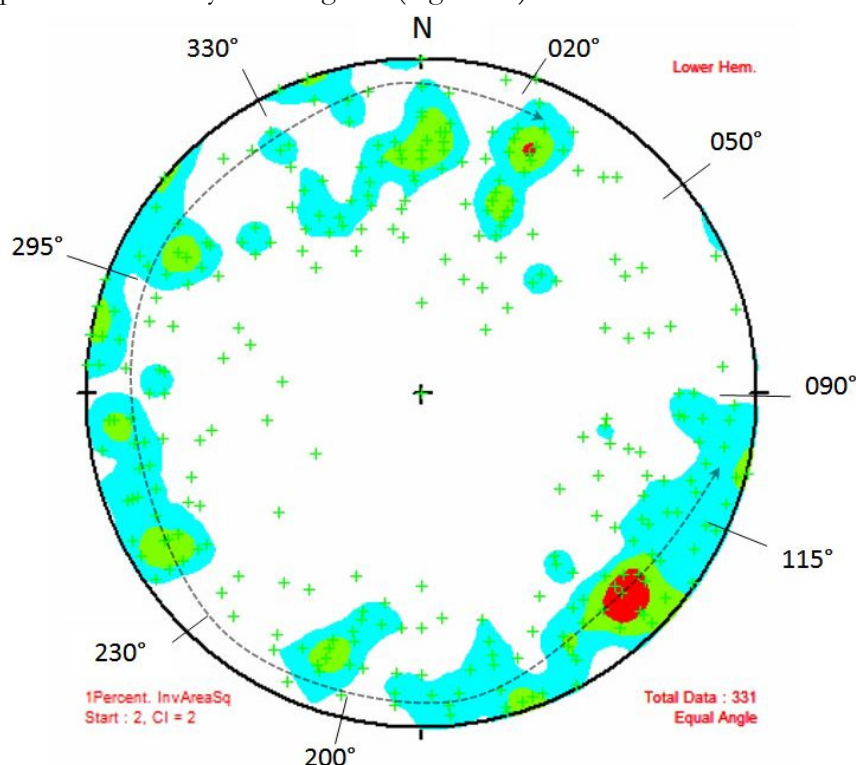 N
330°
020°
Lower Hem.
050°
295°
090°
115°
230°
1Percent. InvAreaSq
Start : 2, CI = 2
Total Data : 331
Equal Angle
200°